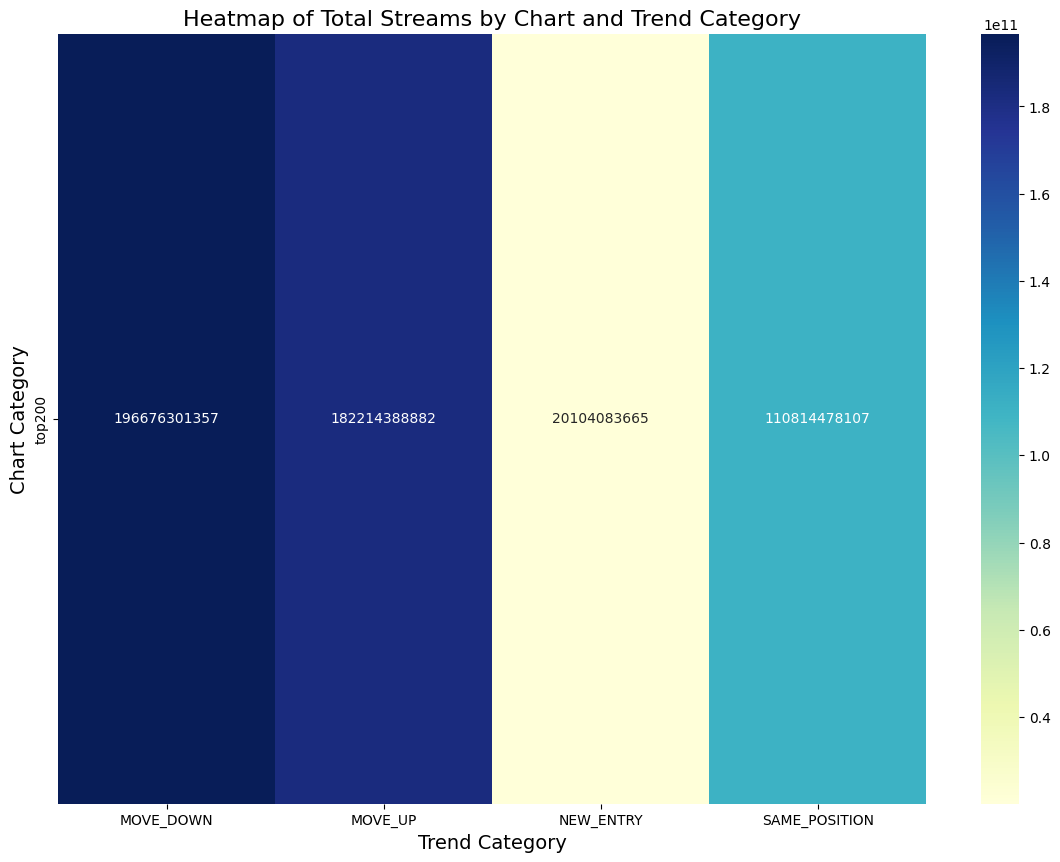 Heatmap of Total Streams by Chart and Trend Category
1e11
1.8
1.6
1.4
1.2
1.0
0.8
0.6
0.4
Chart Category
top200
196676301357 182214388882 20104083665 110814478107
MOVE_DOWN MOVE_UP NEW_ENTRY SAME_POSITION
Trend Category